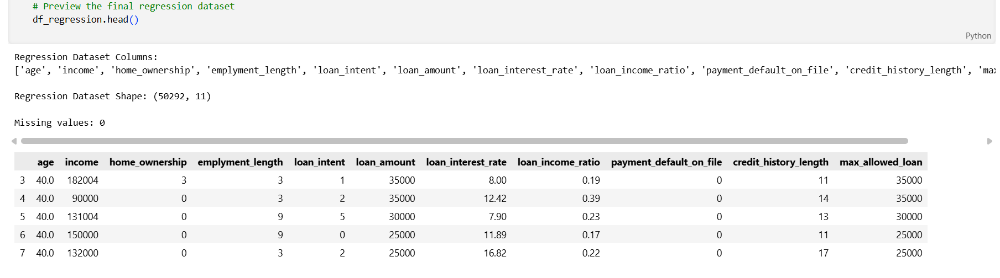 # Preview the final regression dataset
df_regression.head()
Python
Regression Dataset Columns:
['age', 'income', 'home_ownership', 'emplyment_length', 'loan_intent', 'loan_amount', 'loan_interest_rate', 'loan_income_ratio', 'payment_default_on_file', 'credit_history_length', 'max
Regression Dataset Shape: (50292, 11)
Missing values: 0
age income home_ownership emplyment_length loan_intent loan_amount loan_interest_rate loan_income_ratio payment_default_on_file credit_history_length max_allowed_loan
3 40.0 182004 3 3 1 35000 8.00 0.19 0 11 35000
4 40.0 90000 0 3 2 35000 12.42 0.39 0 14 35000
5 40.0 131004 0 9 5 30000 7.90 0.23 0 13 30000
6 40.0 150000 0 9 0 25000 11.89 0.17 0 11 25000
7 40.0 132000 0 3 2 25000 16.82 0.22 0 17 25000